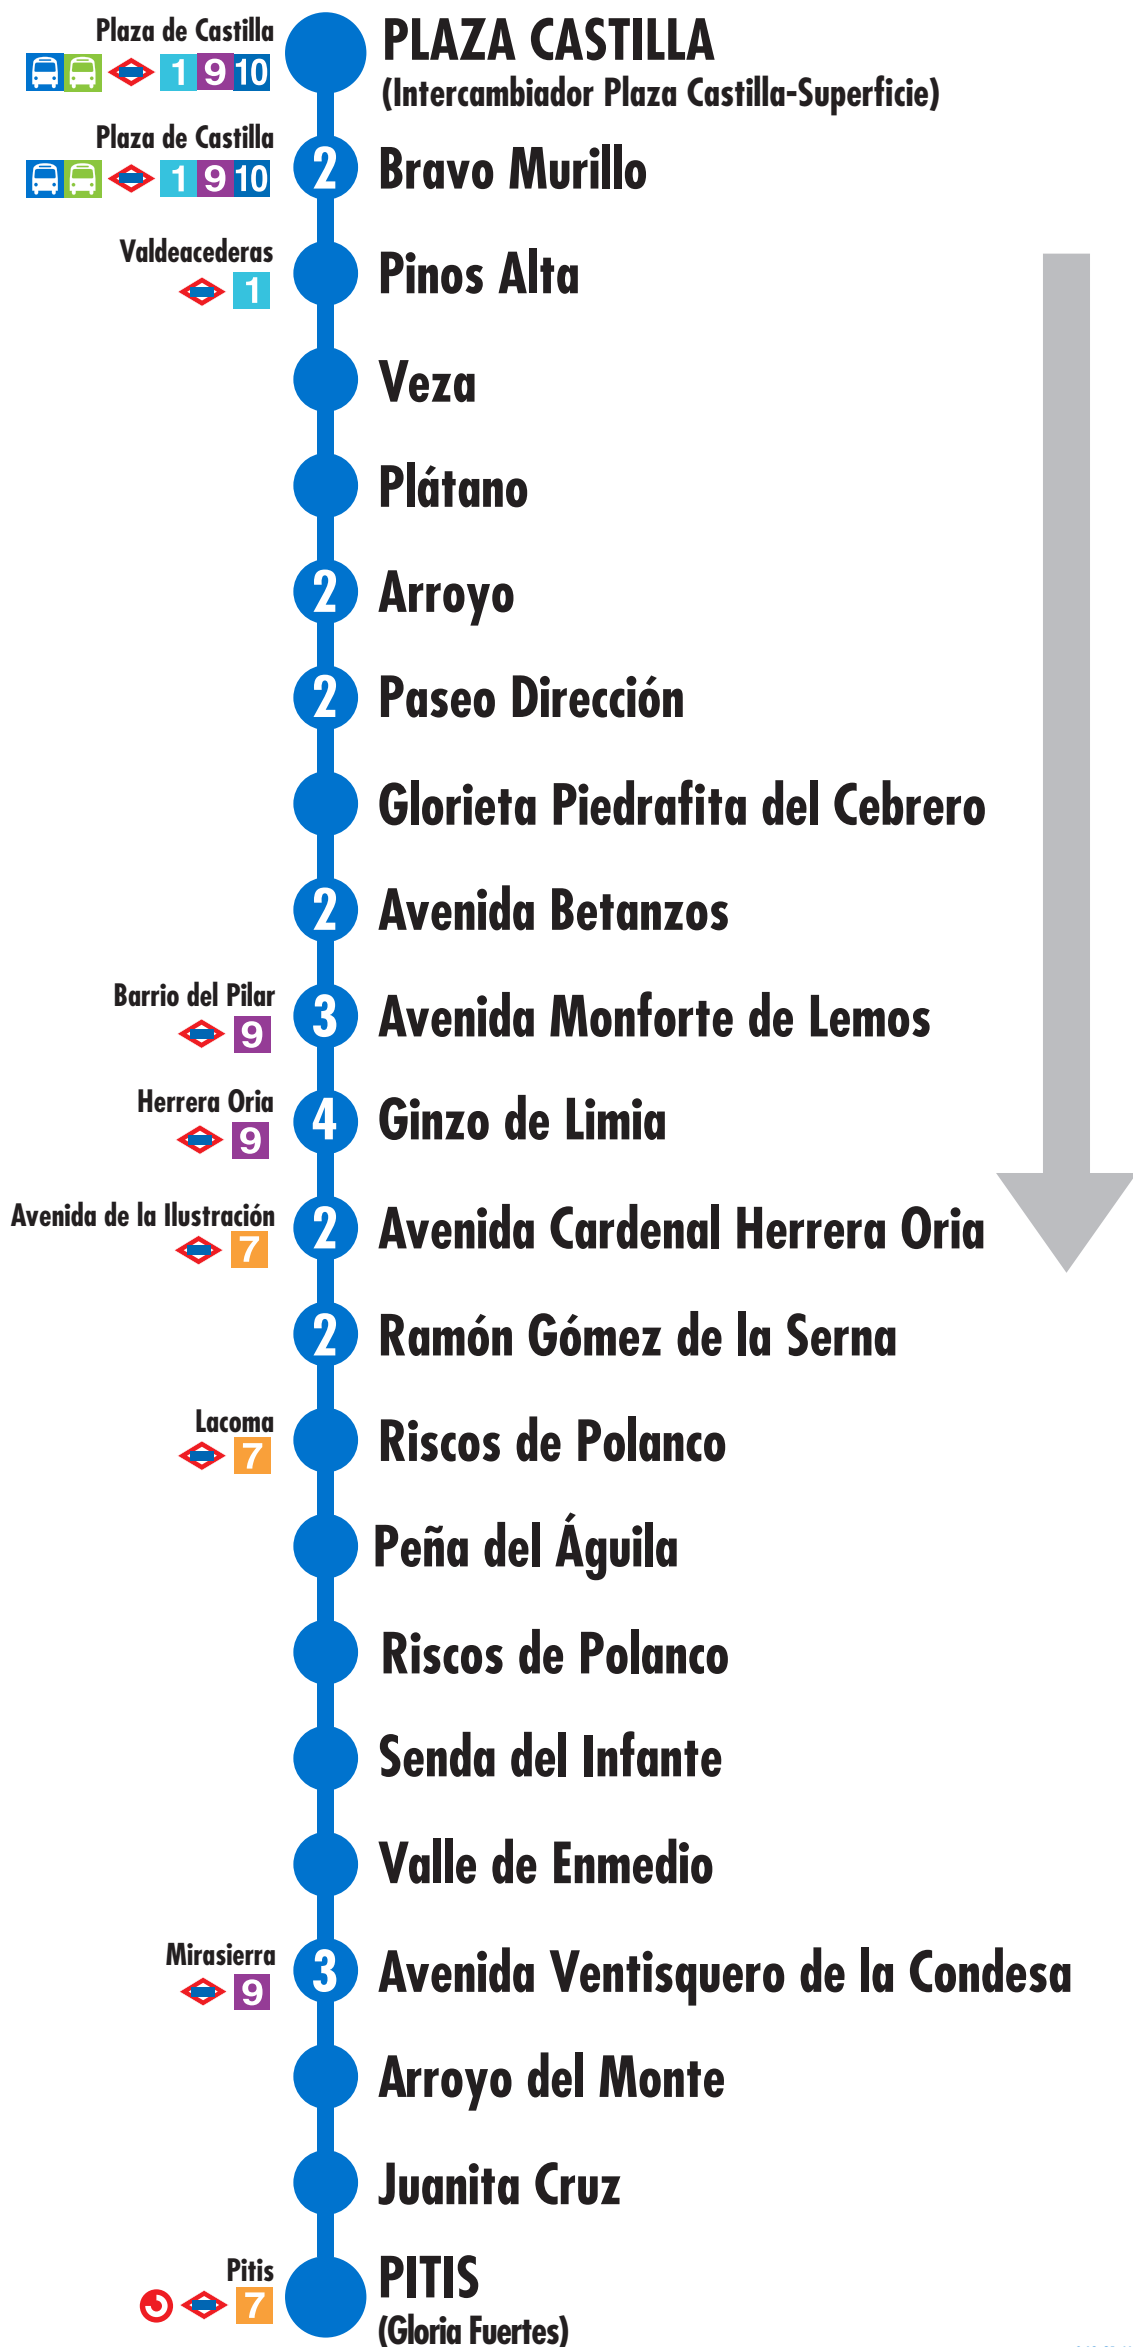 Plaza de Castilla
1 9 10
PLAZA CASTILLA
(Intercambiador Plaza Castilla-Superficie)
Plaza de Castilla
1 9 10
2
Bravo Murillo
Valdeacederas
1
Pinos Alta
Veza
Plátano
2
Arroyo
2
Paseo Dirección
Glorieta Piedrafita del Cebrero
2
Avenida Betanzos
Barrio del Pilar
9
3
Avenida Monforte de Lemos
Herrera Oria
9
4
Ginzo de Limia
Avenida de la Ilustración
7
2
Avenida Cardenal Herrera Oria
2
Ramón Gómez de la Serna
Lacoma
7
Riscos de Polanco
Peña del Águila
Riscos de Polanco
Senda del Infante
Valle de Enmedio
Mirasierra
9
3
Avenida Ventisquero de la Condesa
Arroyo del Monte
Juanita Cruz
Pitis
7
PITIS
(Gloria Fuertes)